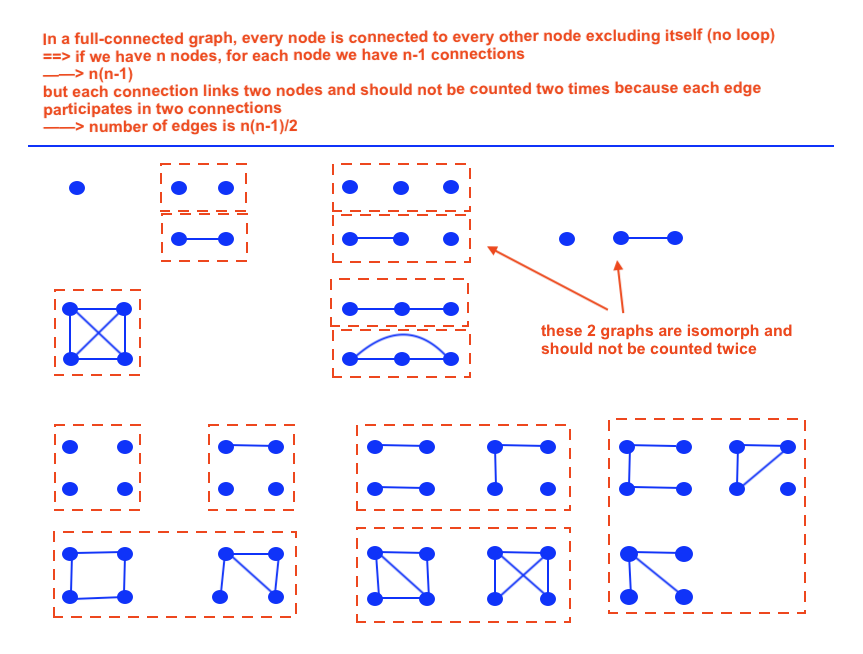 In a full-connected graph, every node is connected to every other node excluding itself (no loop)
==> if we have n nodes, for each node we have n-1 connections
——> n(n-1)
but each connection links two nodes and should not be counted two times because each edge
participates in two connections
——> number of edges is n(n-1)/2
these 2 graphs are isomorph and
should not be counted twice